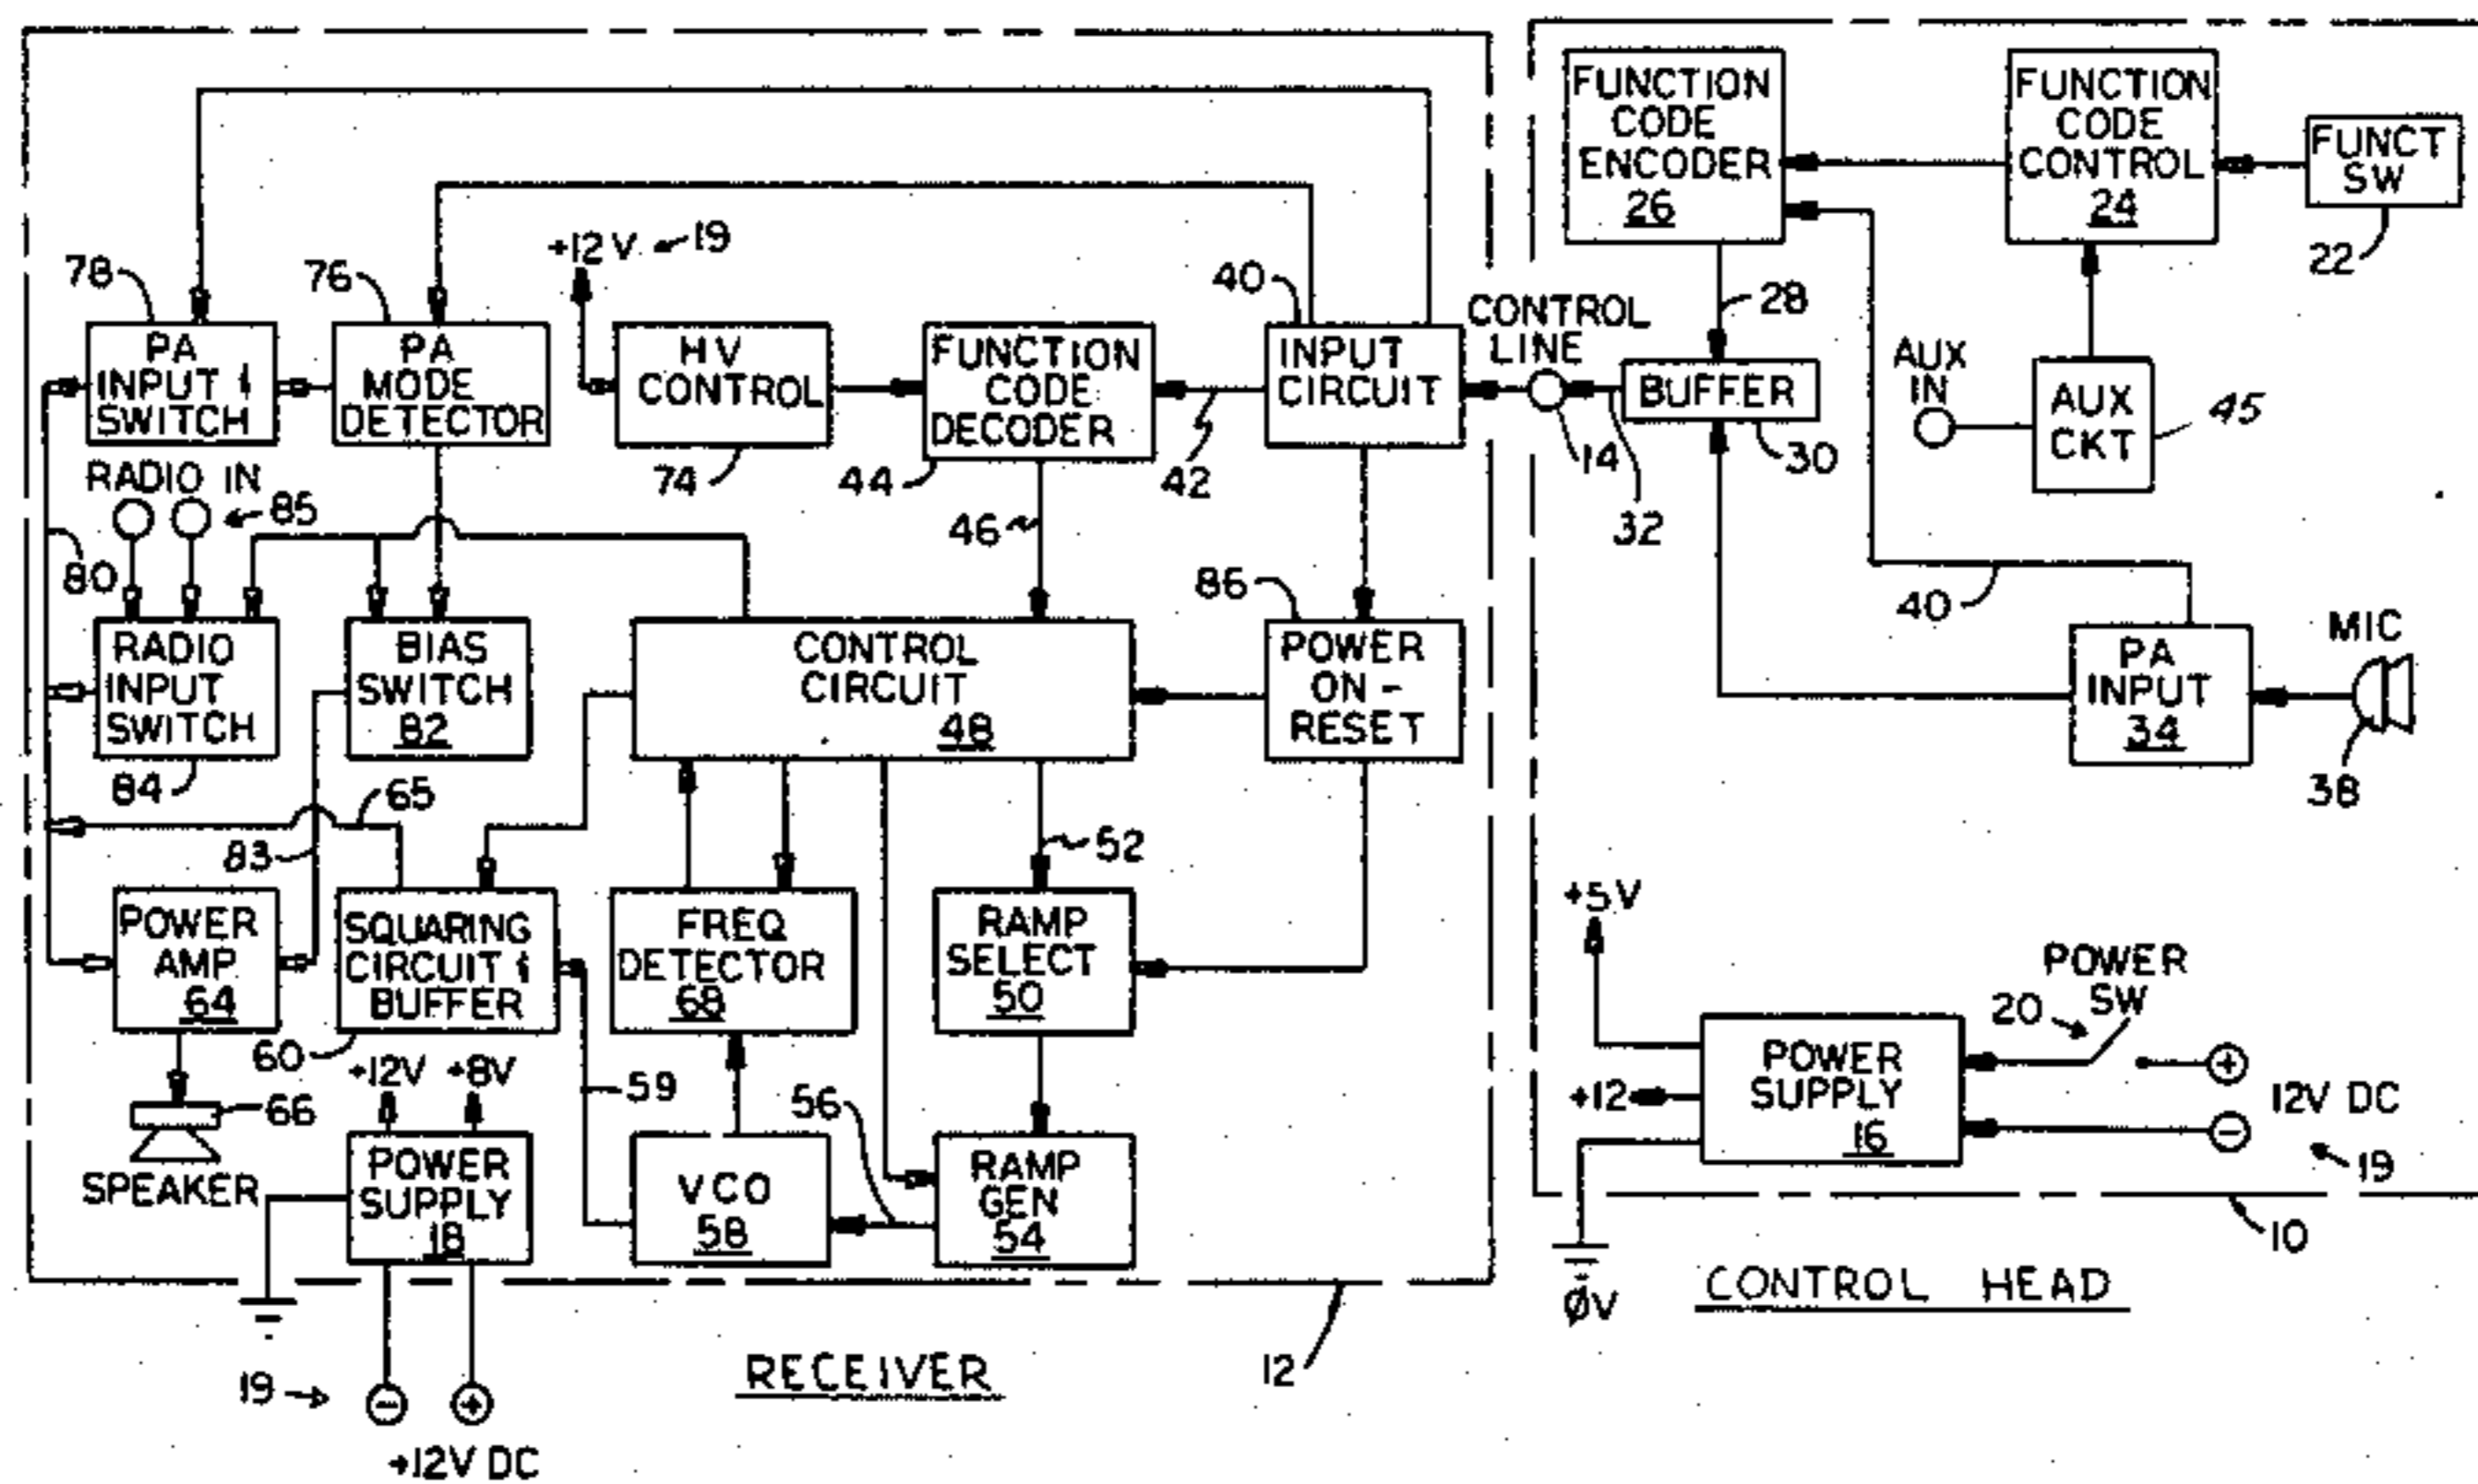 FUNCTION
CODE
ENCODER
26
FUNCTION
CODE
CONTROL
24
FUNCT
SW
22
78
76
+12V
19
40
CONTROL
LINE
28
AUX
IN
PA
INPUT &
SWITCH
PA
MODE
DETECTOR
HV
CONTROL
FUNCTION
CODE
DECODER
INPUT
CIRCUIT
BUFFER
AUX
CKT
45
74
44
42
14
32
30
RADIO IN
85
80
46
86
40
MIC
RADIO
INPUT
SWITCH
84
BIAS
SWITCH
82
CONTROL
CIRCUIT
48
POWER
ON-
RESET
PA
INPUT
34
38
65
83
52
POWER
AMP
64
SQUARING
CIRCUIT &
BUFFER
60
FREQ
DETECTOR
68
RAMP
SELECT
50
+5V
POWER
SW
20
+12V
+8V
59
56
66
SPEAKER
POWER
SUPPLY
18
VCO
58
RAMP
GEN
54
+12
POWER
SUPPLY
16
12V DC
19
10
ØV
CONTROL HEAD
RECEIVER
12
19
+12V DC